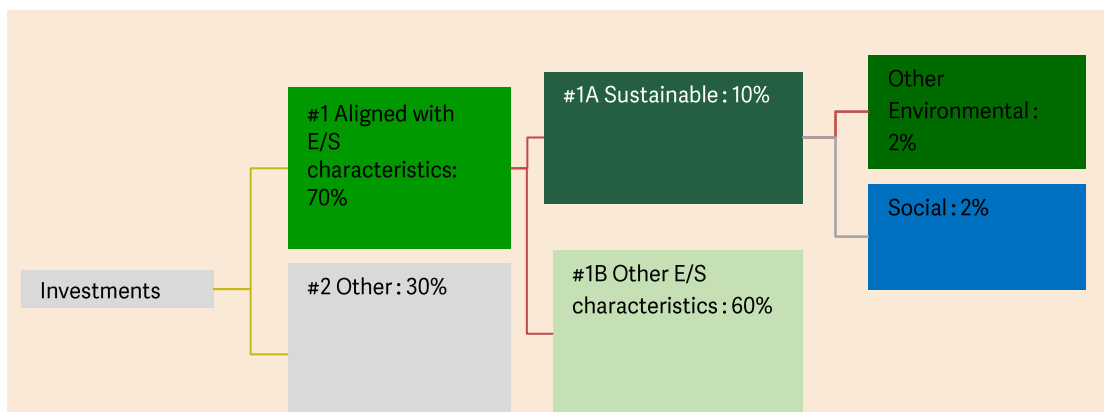 Investments
#1 Aligned with
E/S
characteristics:
70%
#2 Other : 30%
#1A Sustainable : 10%
#1B Other E/S
characteristics : 60%
Other
Environmental :
2%
Social : 2%